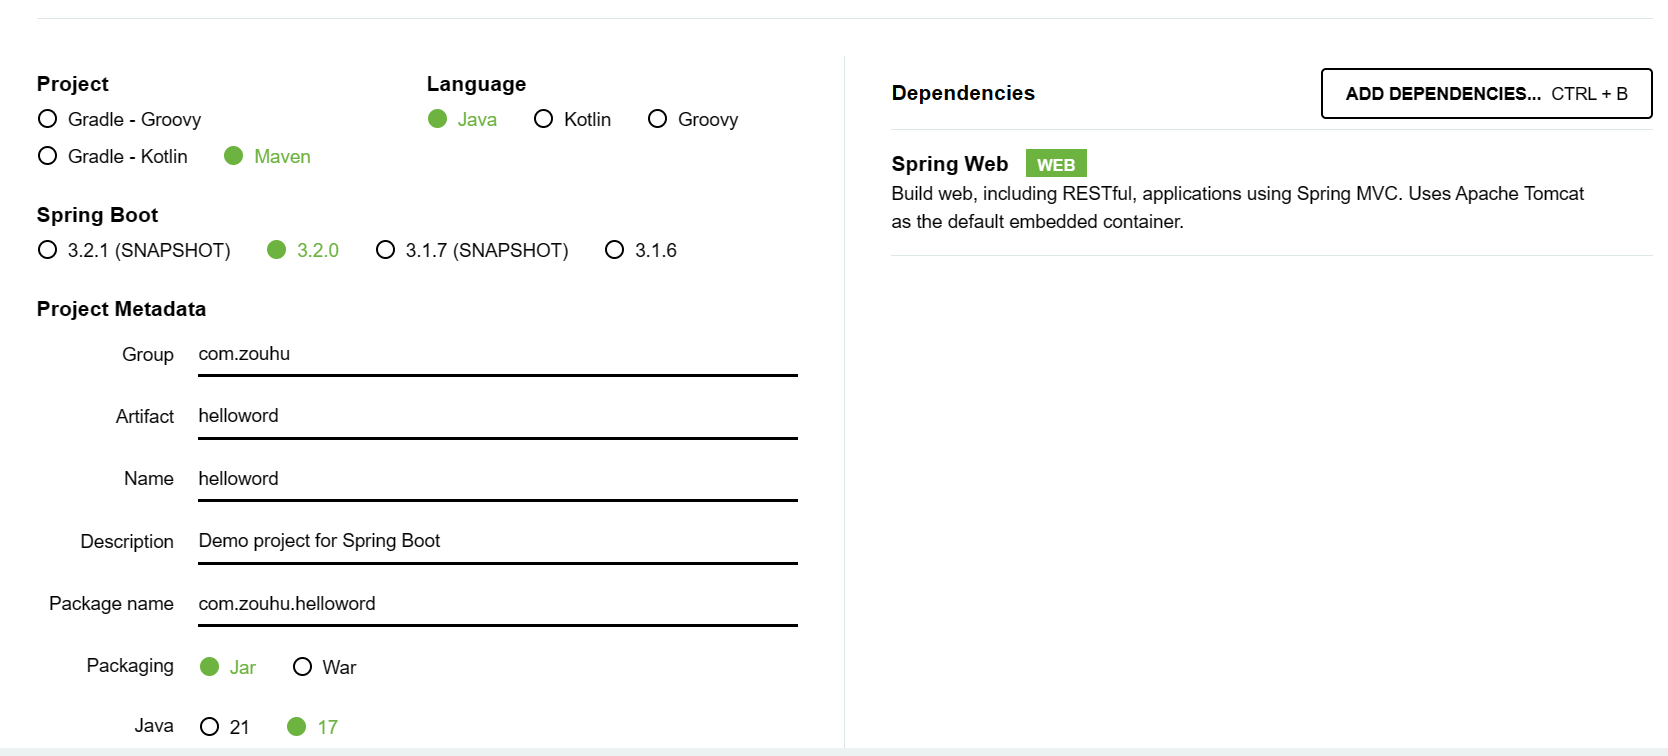 Project
Gradle - Groovy
Gradle - Kotlin Maven
Language
Java Kotlin Groovy
Spring Boot
3.2.1 (SNAPSHOT) 3.2.0 3.1.7 (SNAPSHOT) 3.1.6
Project Metadata
Group com.zouhu
Artifact helloword
Name helloword
Description Demo project for Spring Boot
Package name com.zouhu.helloword
Packaging Jar War
Java 21 17
Dependencies ADD DEPENDENCIES... CTRL + B
Spring Web WEB
Build web, including RESTful, applications using Spring MVC. Uses Apache Tomcat
as the default embedded container.